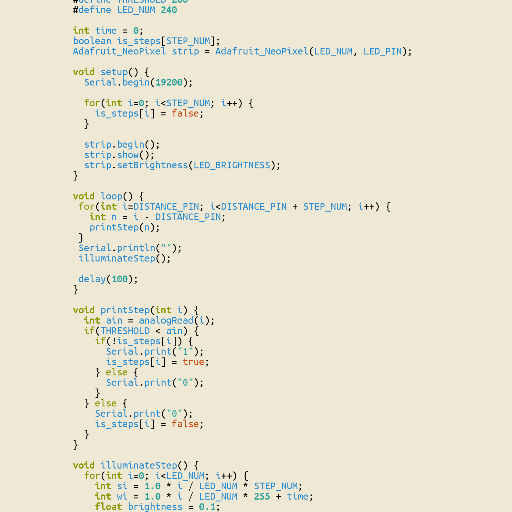 #define THRESHOLD 200
#define LED_NUM 240

int time = 0;
boolean is_steps[STEP_NUM];
Adafruit_NeoPixel strip = Adafruit_NeoPixel(LED_NUM, LED_PIN);

void setup() {
  Serial.begin(19200);

  for(int i=0; i<STEP_NUM; i++) {
    is_steps[i] = false;
  }

  strip.begin();
  strip.show();
  strip.setBrightness(LED_BRIGHTNESS);
}

void loop() {
 for(int i=DISTANCE_PIN; i<DISTANCE_PIN + STEP_NUM; i++) {
   int n = i - DISTANCE_PIN;
   printStep(n);
 }
 Serial.println("");
 illuminateStep();

 delay(100);
}

void printStep(int i) {
  int ain = analogRead(i);
  if(THRESHOLD < ain) {
    if(!is_steps[i]) {
      Serial.print("1");
      is_steps[i] = true;
    } else {
      Serial.print("0");
    }
  } else {
    Serial.print("0");
    is_steps[i] = false;
  }
}

void illuminateStep() {
  for(int i=0; i<LED_NUM; i++) {
    int si = 1.0 * i / LED_NUM * STEP_NUM;
    int wi = 1.0 * i / LED_NUM * 255 + time;
    float brightness = 0.1;